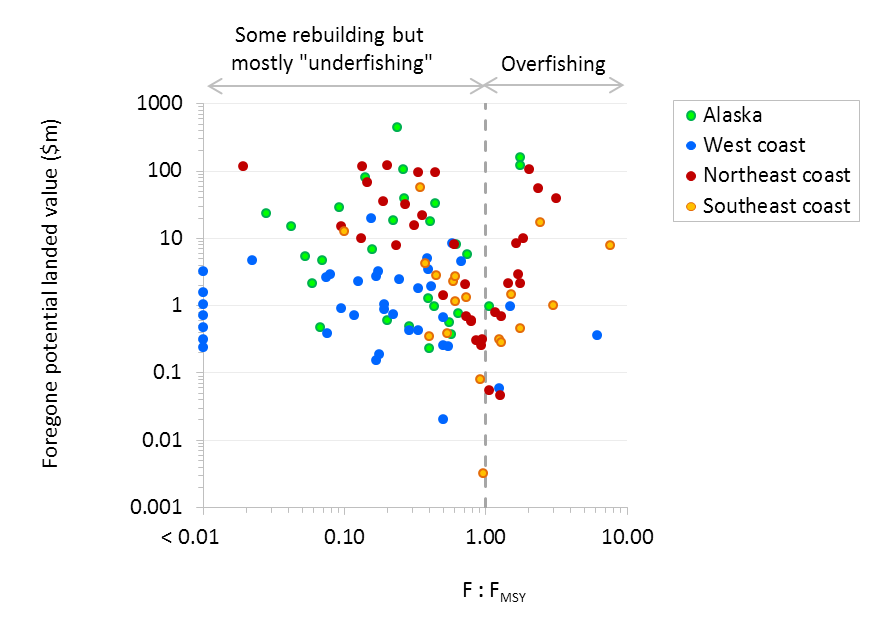 Some rebuilding but
mostly "underfishing"
Overfishing
Foregone potential landed value ($m)
1000
100
10
1
0.1
0.01
0.001
< 0.01
0.10
1.00
10.00
F : FMSY
Alaska
West coast
Northeast coast
Southeast coast